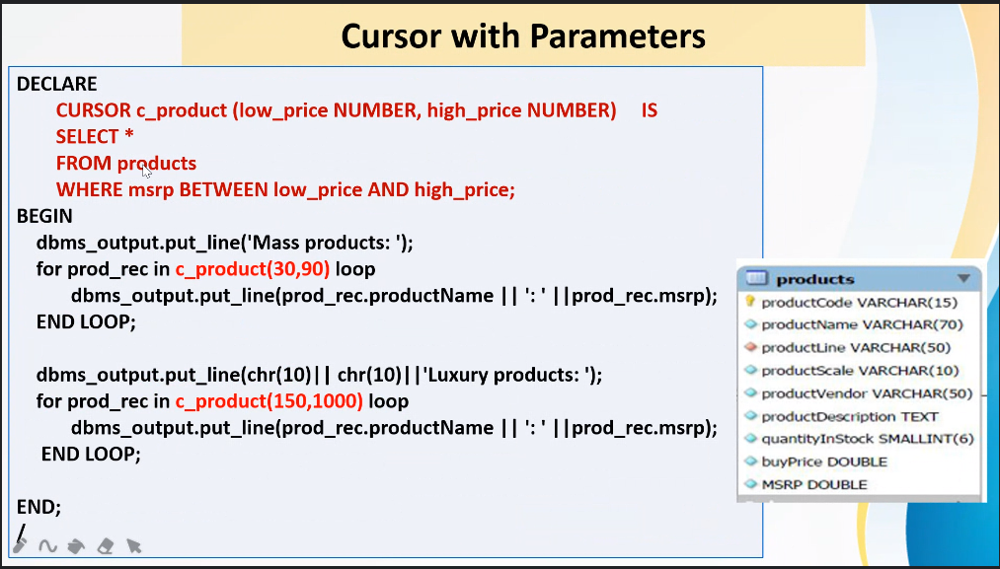 Cursor with Parameters
DECLARE
CURSOR c_product (low_price NUMBER, high_price NUMBER) IS
SELECT *
FROM products
WHERE msrp BETWEEN low_price AND high_price;
BEGIN
dbms_output.put_line('Mass products: ');
for prod_rec in c_product(30,90) loop
dbms_output.put_line(prod_rec.productName || ': ' ||prod_rec.msrp);
END LOOP;
dbms_output.put_line(chr(10)|| chr(10)||'Luxury products: ');
for prod_rec in c_product(150,1000) loop
dbms_output.put_line(prod_rec.productName || ': ' ||prod_rec.msrp);
END LOOP;
END;
/
products
productCode VARCHAR(15)
productName VARCHAR(70)
productLine VARCHAR(50)
productScale VARCHAR(10)
productVendor VARCHAR(50)
productDescription TEXT
quantityInStock SMALLINT(6)
buyPrice DOUBLE
MSRP DOUBLE